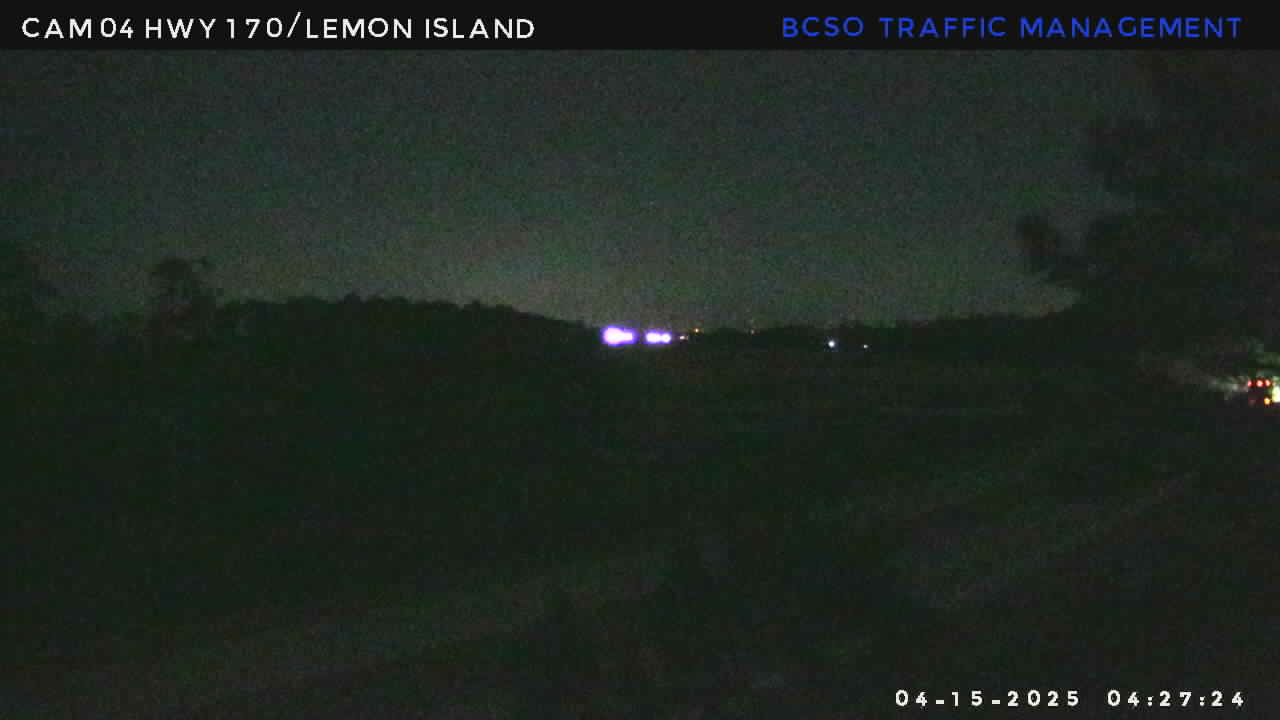 CAM04 HWY 170/LEMON ISLAND
BCSO TRAFFIC MANAGEMENT
04-15-2025 04:27:24